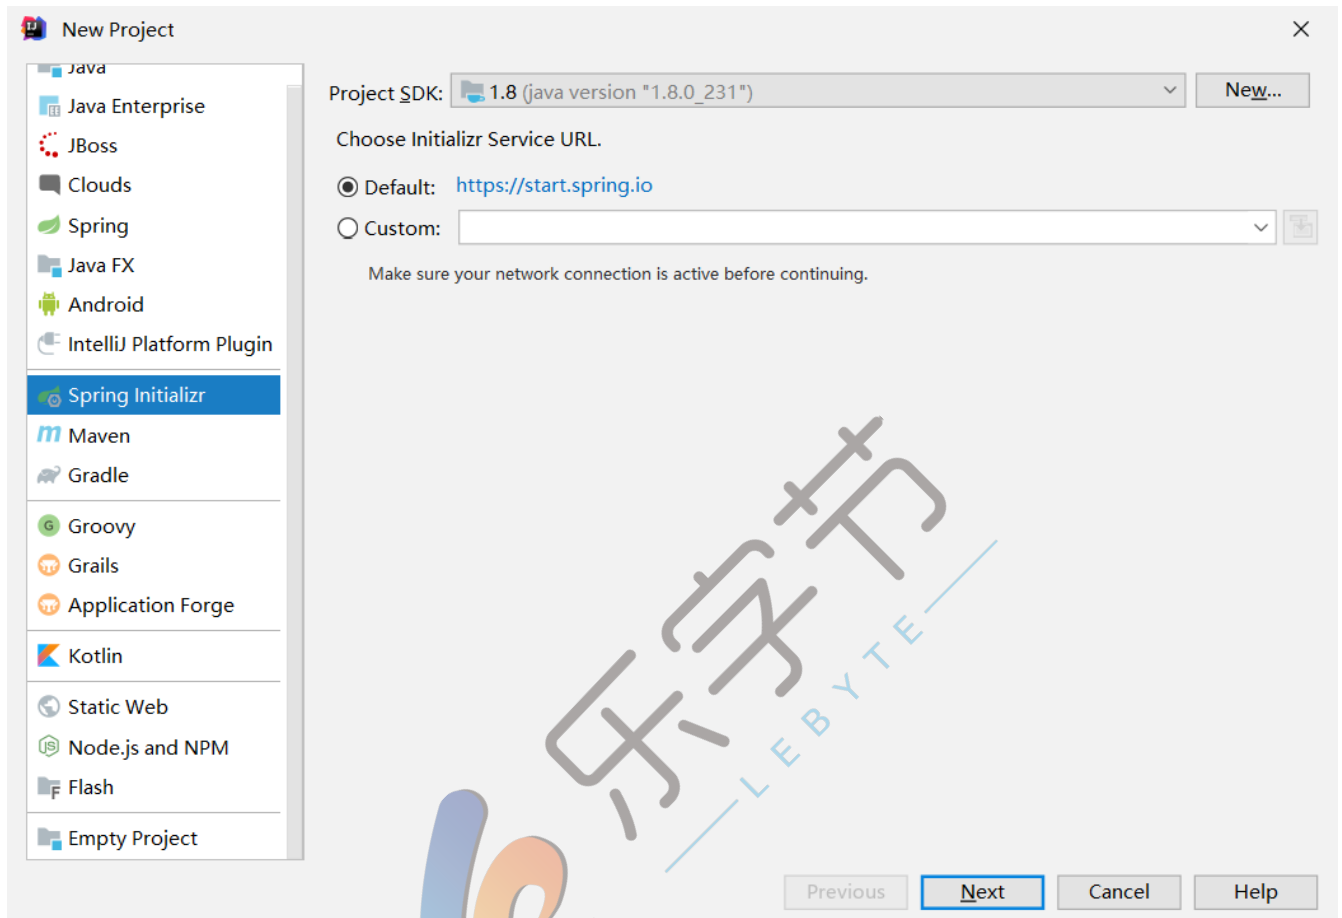 New Project
Java
Java Enterprise
JBoss
Clouds
Spring
Java FX
Android
IntelliJ Platform Plugin
Spring Initializr
Maven
Gradle
Groovy
Grails
Application Forge
Kotlin
Static Web
Node.js and NPM
Flash
Empty Project
Project SDK: 1.8 (java version "1.8.0_231") New...
Choose Initializr Service URL.
Default: https://start.spring.io
Custom:
Make sure your network connection is active before continuing.
乐字节
LEBYTE
Previous Next Cancel Help